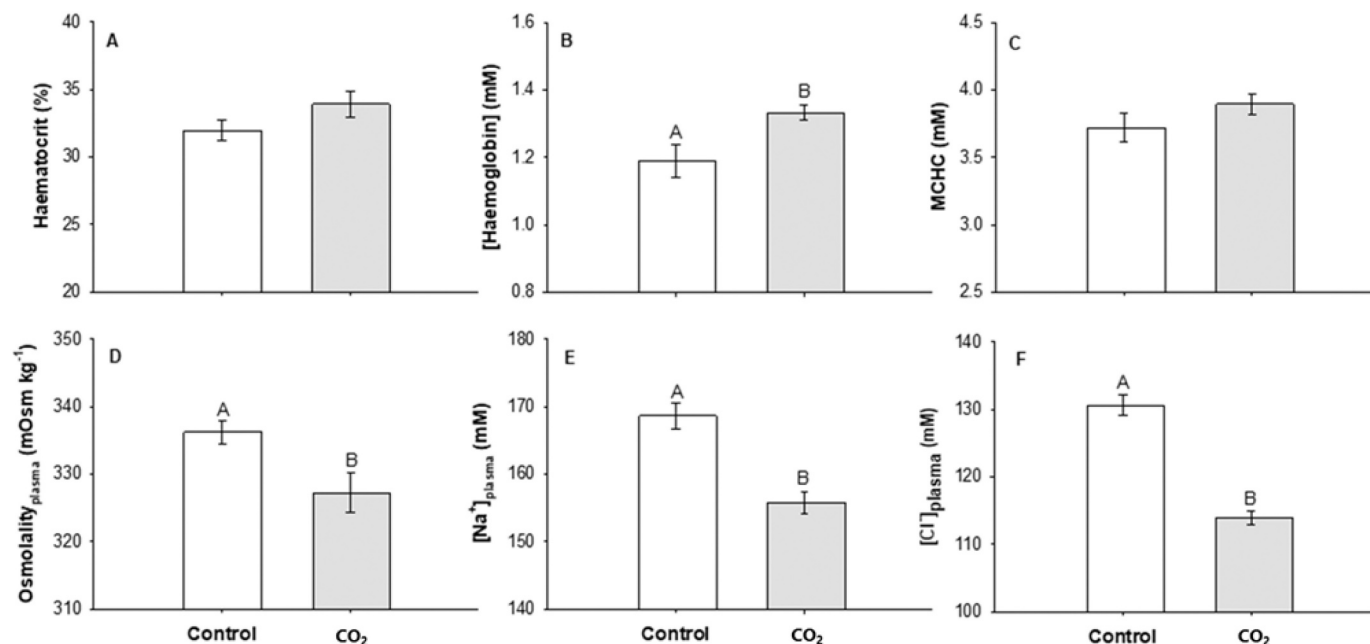 A
Haematocrit (%)
40
35
30
25
20
B
[Haemoglobin] (mM)
1.6
1.4
1.2
1.0
0.8
A
B
C
MCHC (mM)
4.5
4.0
3.5
3.0
2.5
D
Osmolality plasma (mOsm kg⁻¹)
350
340
330
320
310
A
B
Control
CO₂
E
[Na⁺]plasma (mM)
180
170
160
150
140
A
B
Control
CO₂
F
[Cl⁻]plasma (mM)
140
130
120
110
100
A
B
Control
CO₂